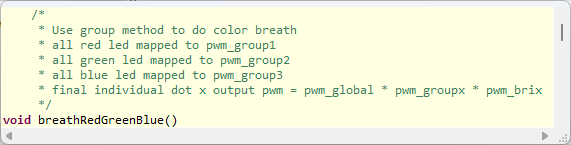 /*
* Use group method to do color breath
* all red led mapped to pwm_group1
* all green led mapped to pwm_group2
* all blue led mapped to pwm_group3
* final individual dot x output pwm = pwm_global * pwm_groupx * pwm_brix
*/
void breathRedGreenBlue()